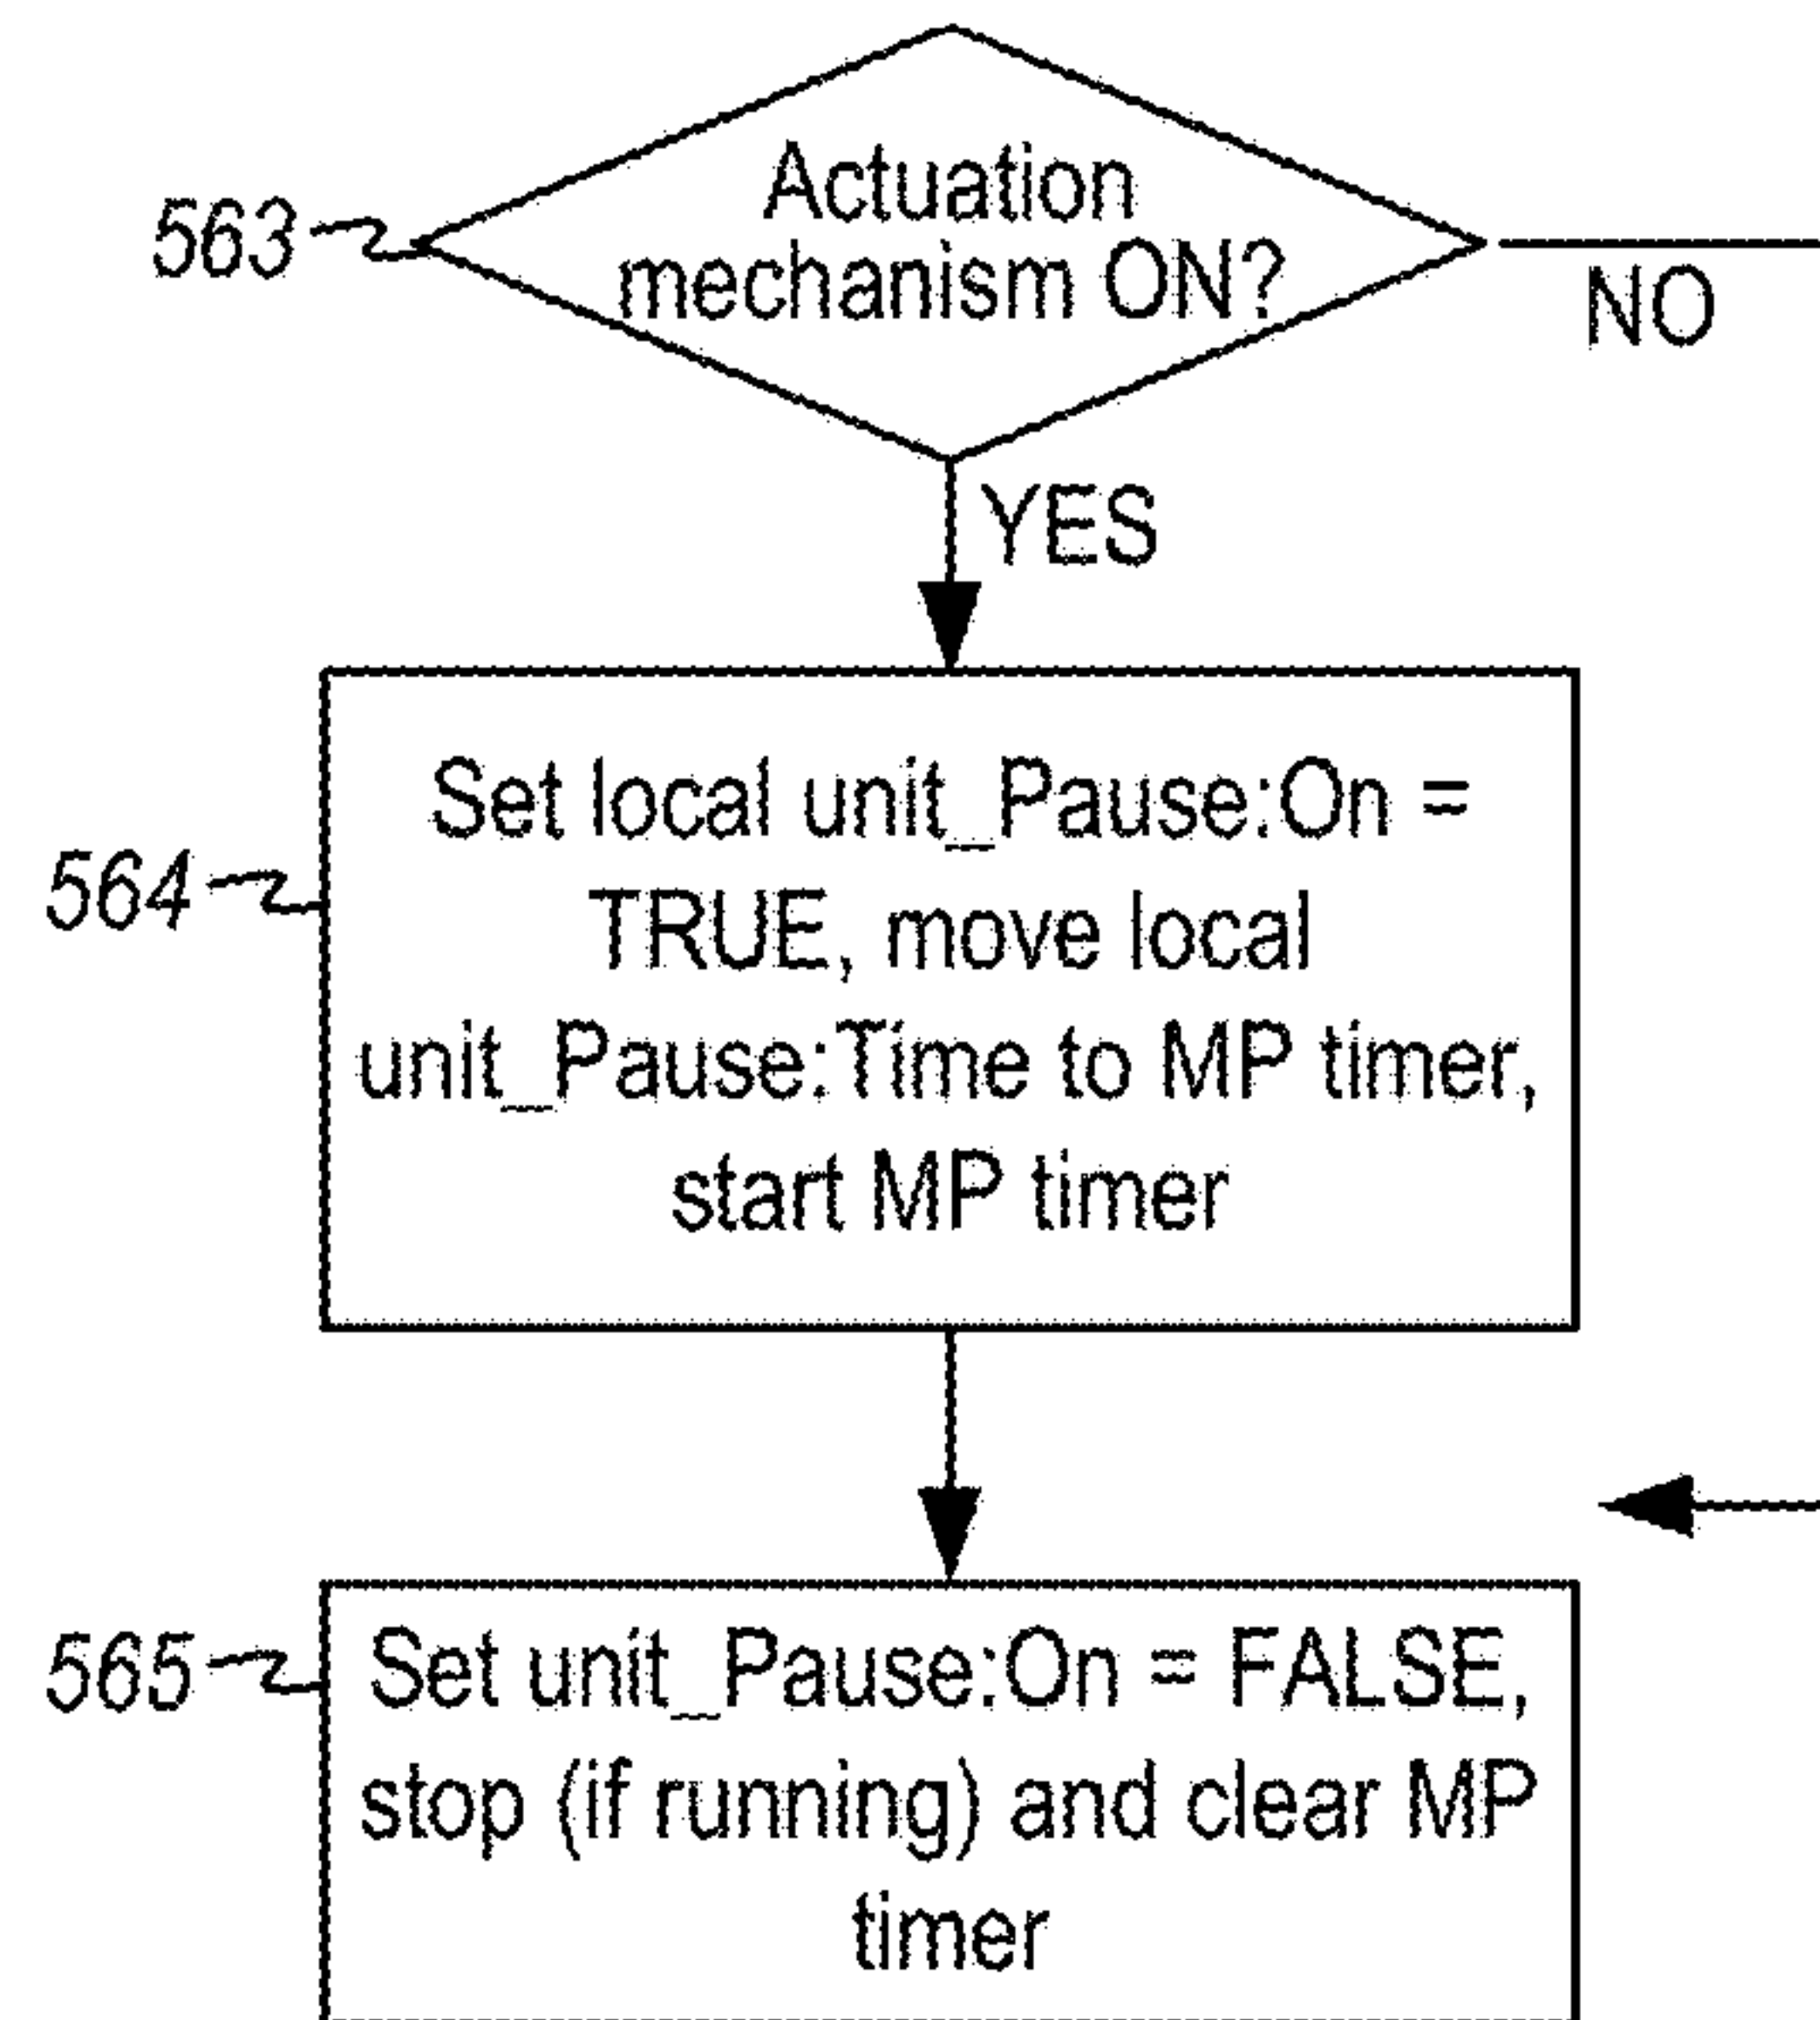 563
Actuation
mechanism ON?
NO
YES
564
Set local unit_Pause:On =
TRUE, move local
unit_Pause:Time to MP timer,
start MP timer
565
Set unit_Pause:On = FALSE,
stop (if running) and clear MP
timer